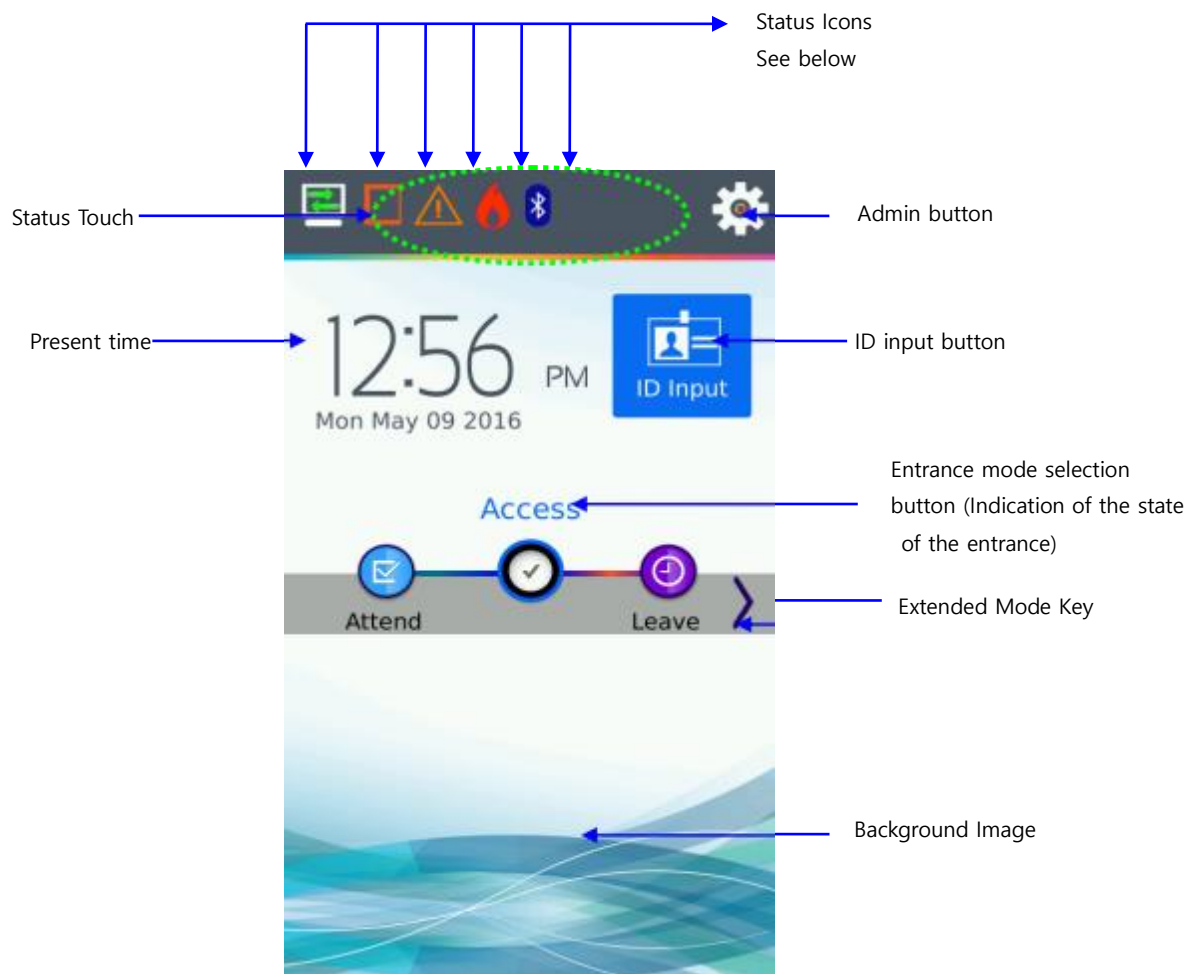 Status Icons
See below
Status Touch
Admin button
Present time
12:56 PM
Mon May 09 2016
ID Input
ID input button
Entrance mode selection
button (Indication of the state
of the entrance)
Access
Attend
Leave
Extended Mode Key
Background Image